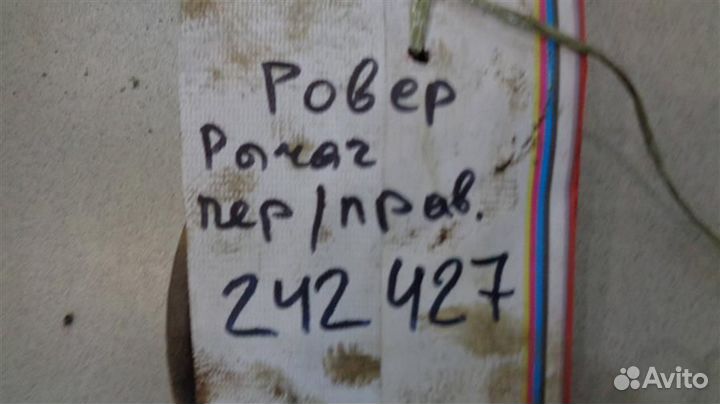 Ровер
Рычаг
пер/прав.
242427
Avito